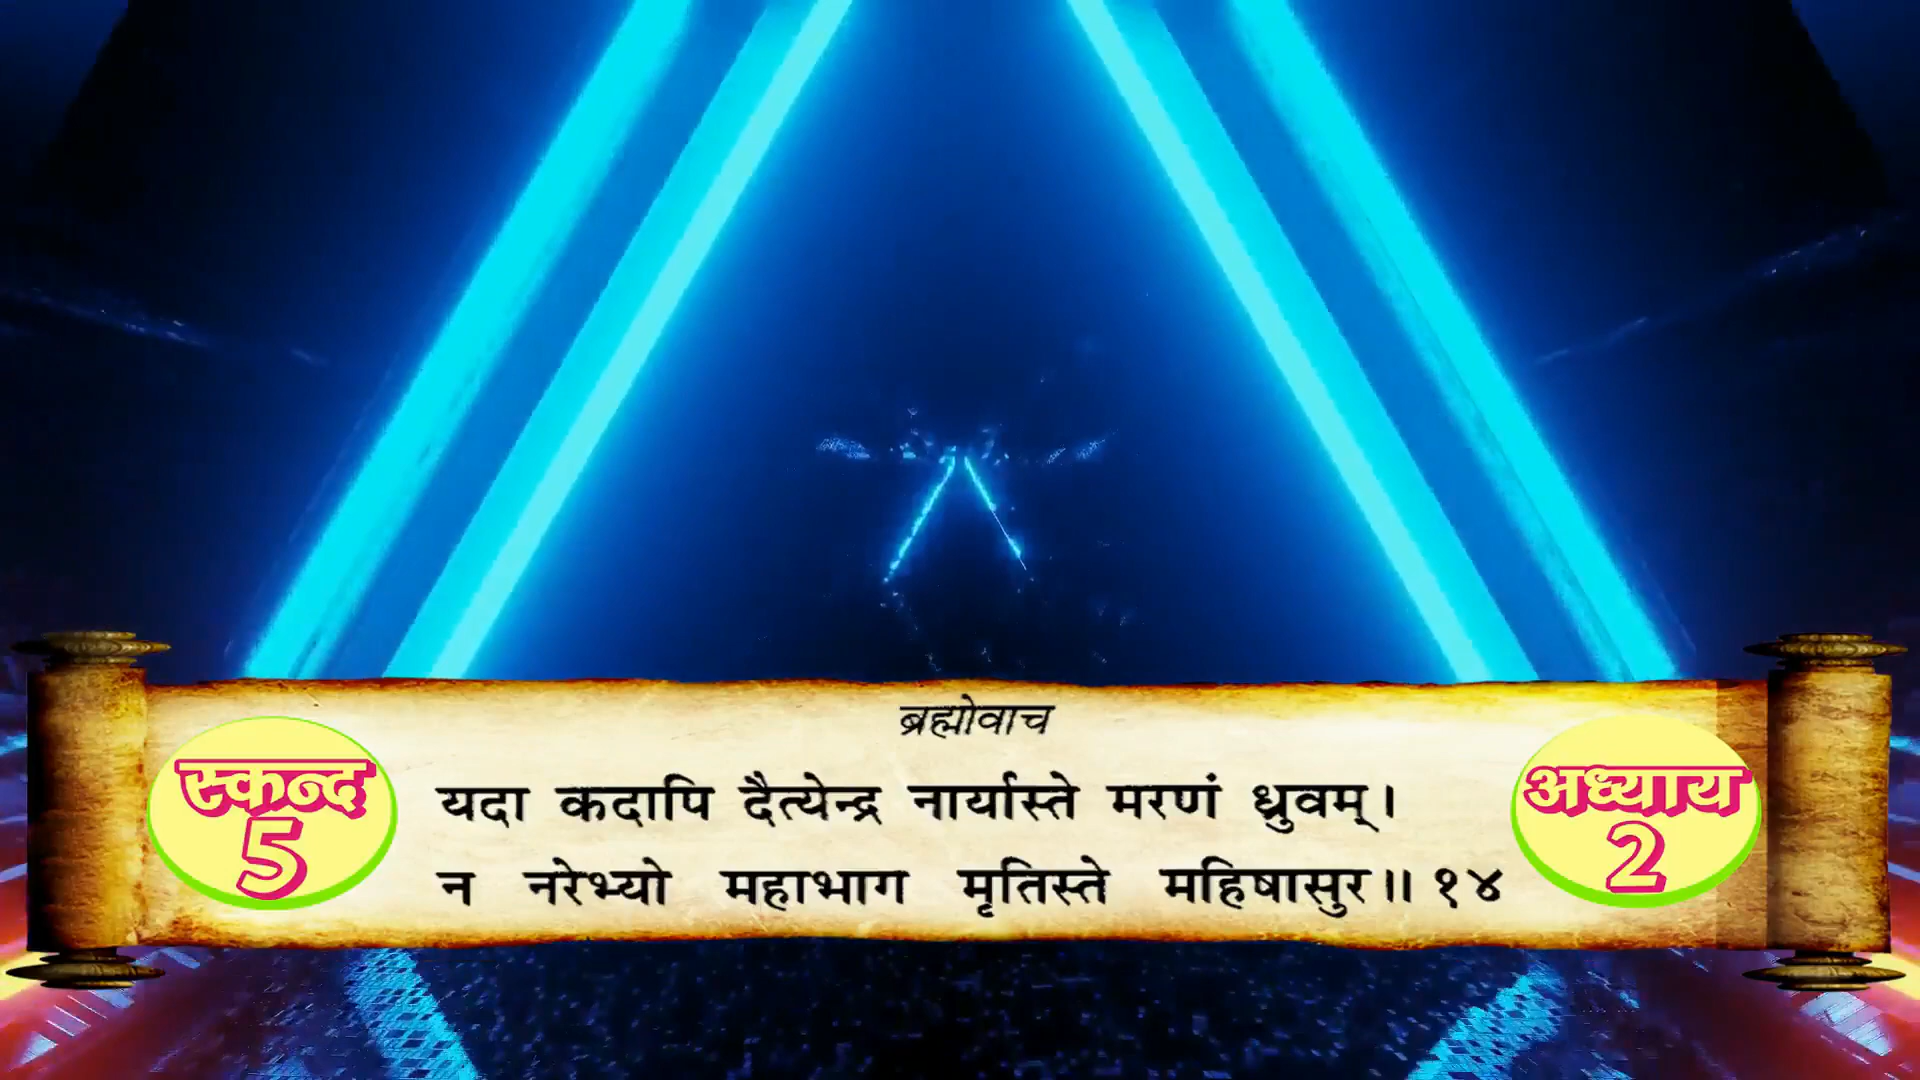 ब्रह्मोवाच
स्कन्द
5
यदा कदापि दैत्येन्द्र नार्यास्ते मरणं ध्रुवम्।
न नरेभ्यो महाभाग मृतिस्ते महिषासुर॥ १४
अध्याय
2